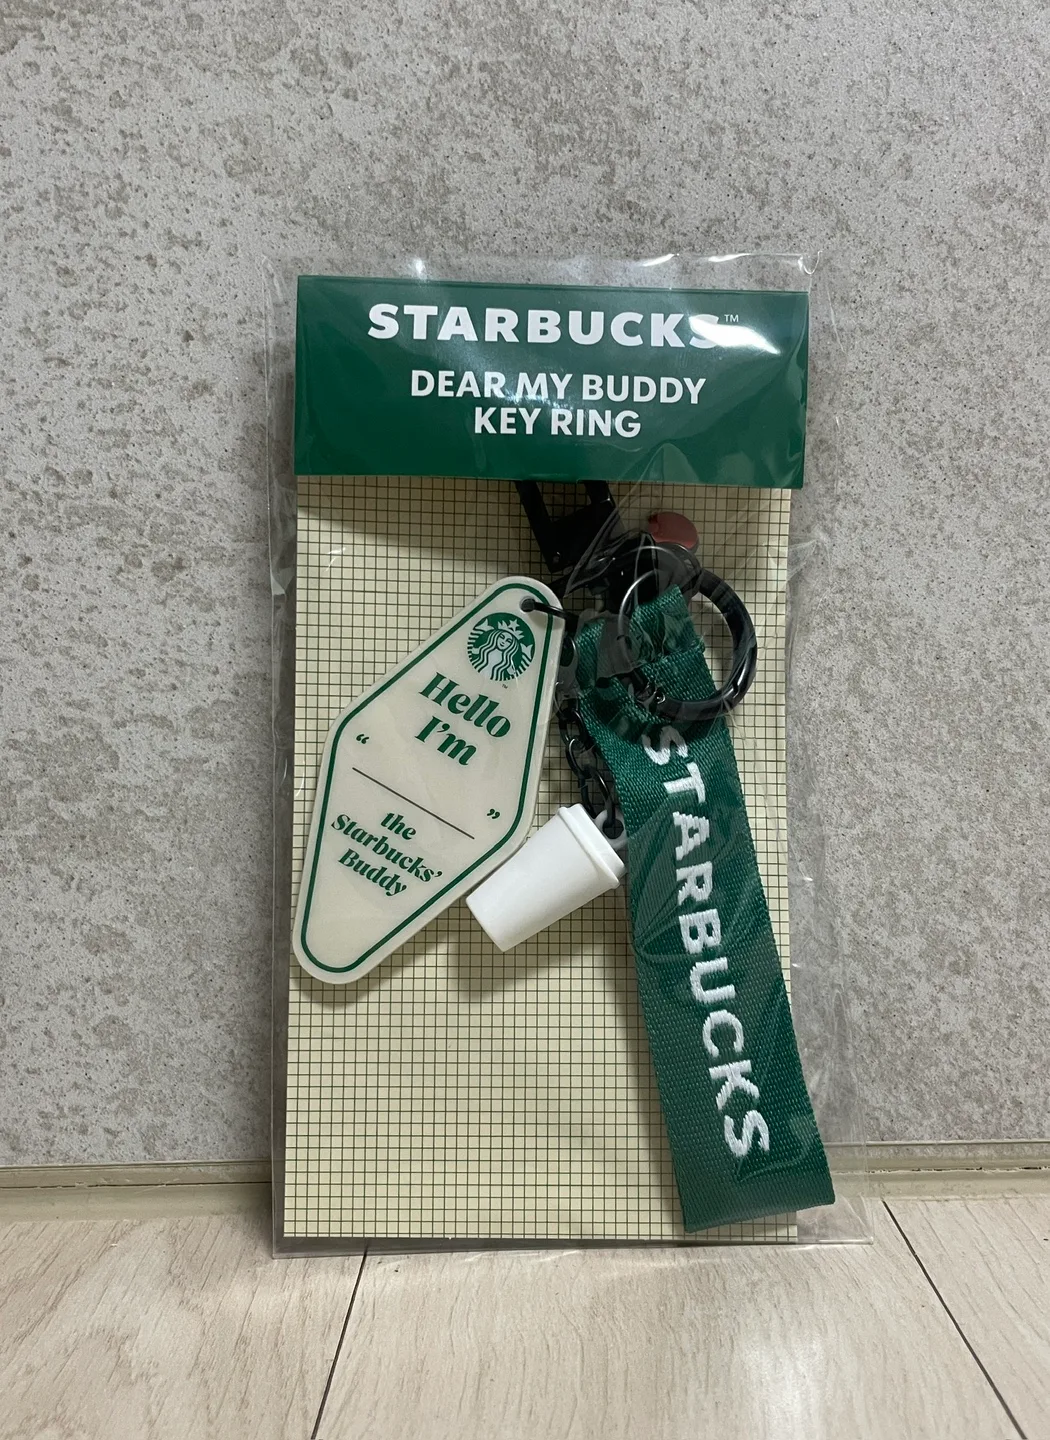 STARBUCKS™
DEAR MY BUDDY
KEY RING
Hello
I'm
“
”
the
Starbucks'
Buddy
STARBUCKS